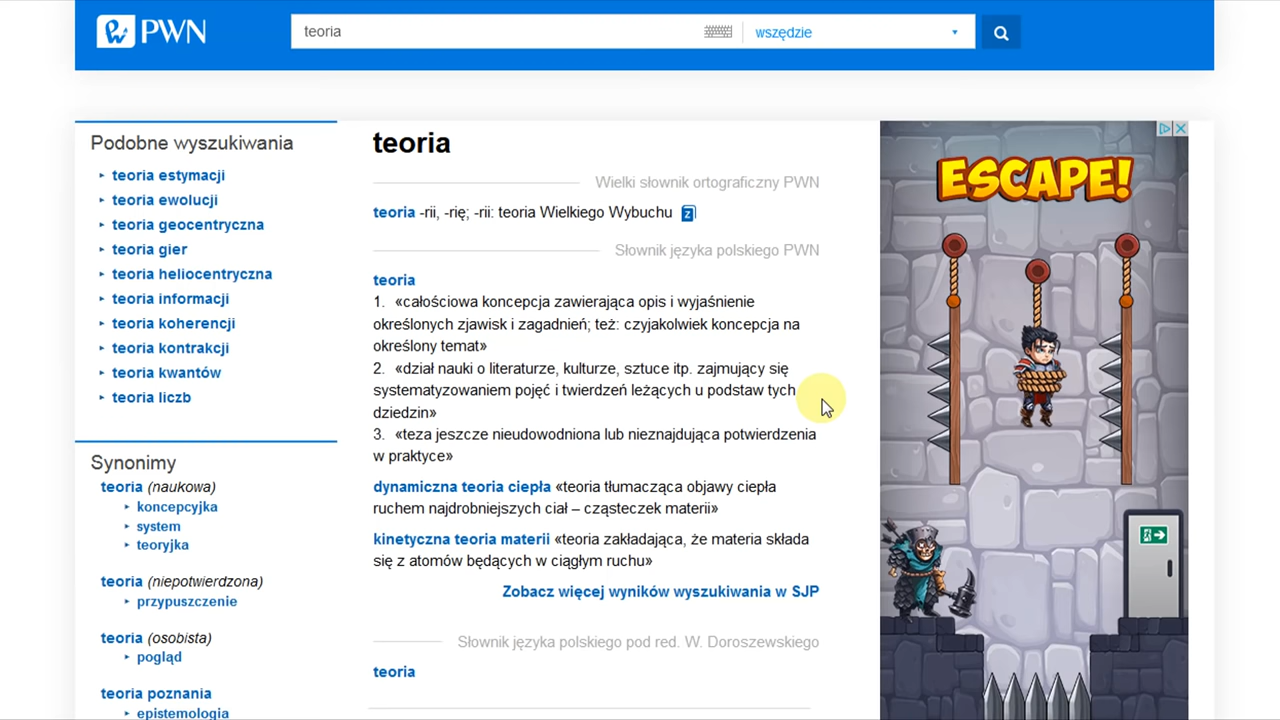 PWN
teoria
wszędzie
Podobne wyszukiwania
teoria estymacji
teoria ewolucji
teoria geocentryczna
teoria gier
teoria heliocentryczna
teoria informacji
teoria koherencji
teoria kontrakcji
teoria kwantów
teoria liczb
Synonimy
teoria (naukowa)
koncepcyjka
system
teoryjka
teoria (niepotwierdzona)
przypuszczenie
teoria (osobista)
pogląd
teoria poznania
epistemologia
teoria
Wielki słownik ortograficzny PWN
teoria -rii, -rię; -rii: teoria Wielkiego Wybuchu
Słownik języka polskiego PWN
teoria
1. «całościowa koncepcja zawierająca opis i wyjaśnienie
określonych zjawisk i zagadnień; też: czyjakolwiek koncepcja na
określony temat»
2. «dział nauki o literaturze, kulturze, sztuce itp. zajmujący się
systematyzowaniem pojęć i twierdzeń leżących u podstaw tych
dziedzin»
3. «teza jeszcze nieudowodniona lub nieznajdująca potwierdzenia
w praktyce»
dynamiczna teoria ciepła «teoria tłumacząca objawy ciepła
ruchem najdrobniejszych ciał – cząsteczek materii»
kinetyczna teoria materii «teoria zakładająca, że materia składa
się z atomów będących w ciągłym ruchu»
Zobacz więcej wyników wyszukiwania w SJP
Słownik języka polskiego pod red. W. Doroszewskiego
teoria
ESCAPE!